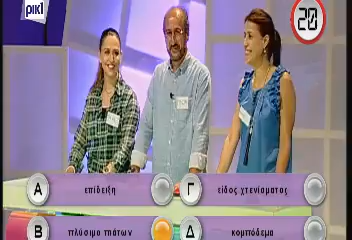 ΡΙΚ1
20
Α επίδειξη
Γ είδος χτενίσματος
Β πλύσιμο πιάτων
Δ κομπόδεμα